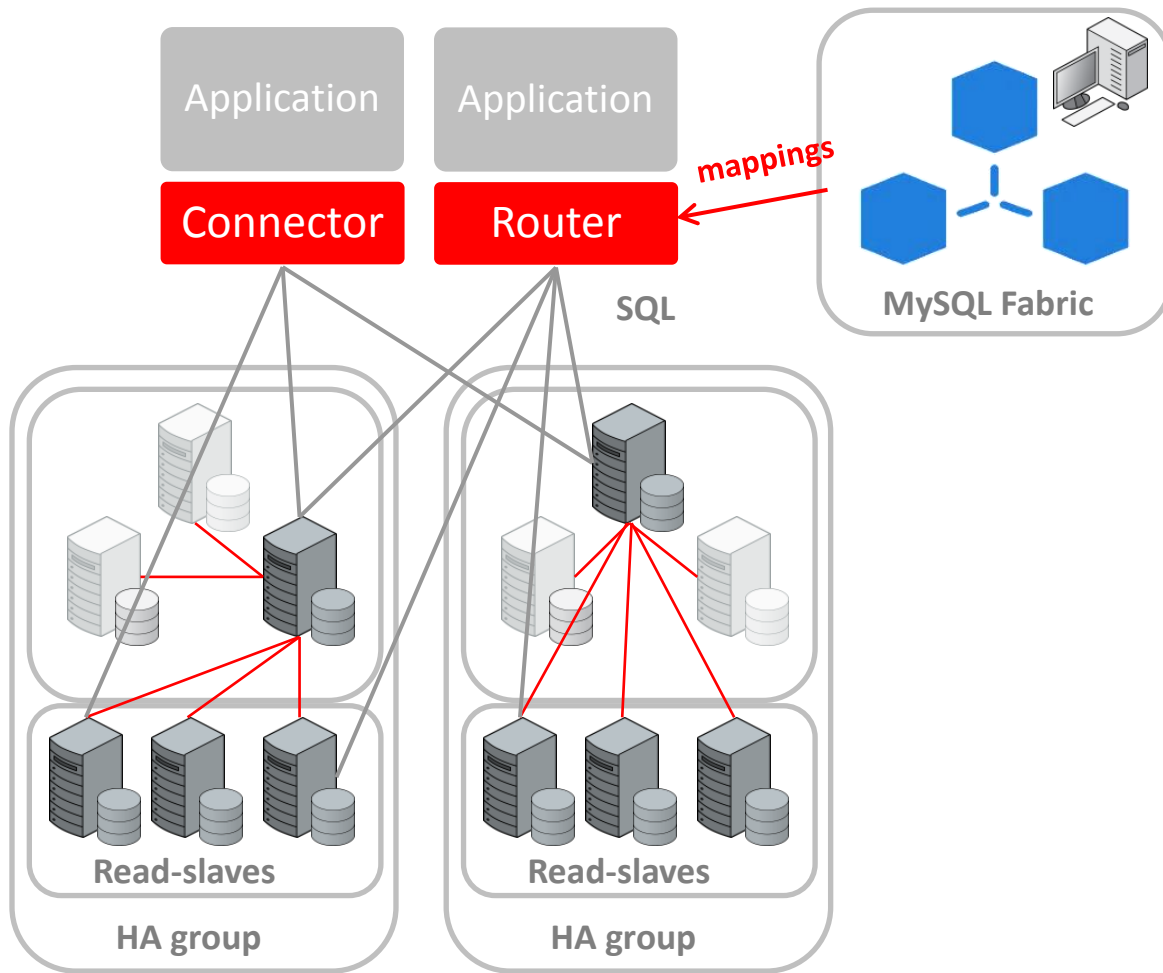 Application
Application
mappings
Connector
Router
MySQL Fabric
SQL
Read-slaves
Read-slaves
HA group
HA group